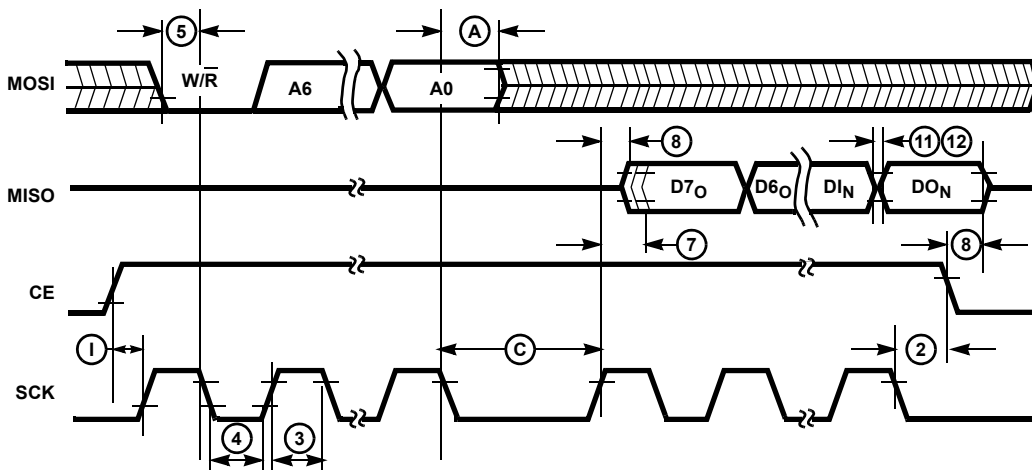 5
A
MOSI
W/R̅
A6
A0
8
11 12
MISO
D7O
D6O
DIN
DON
7
8
CE
I
C
2
SCK
4
3